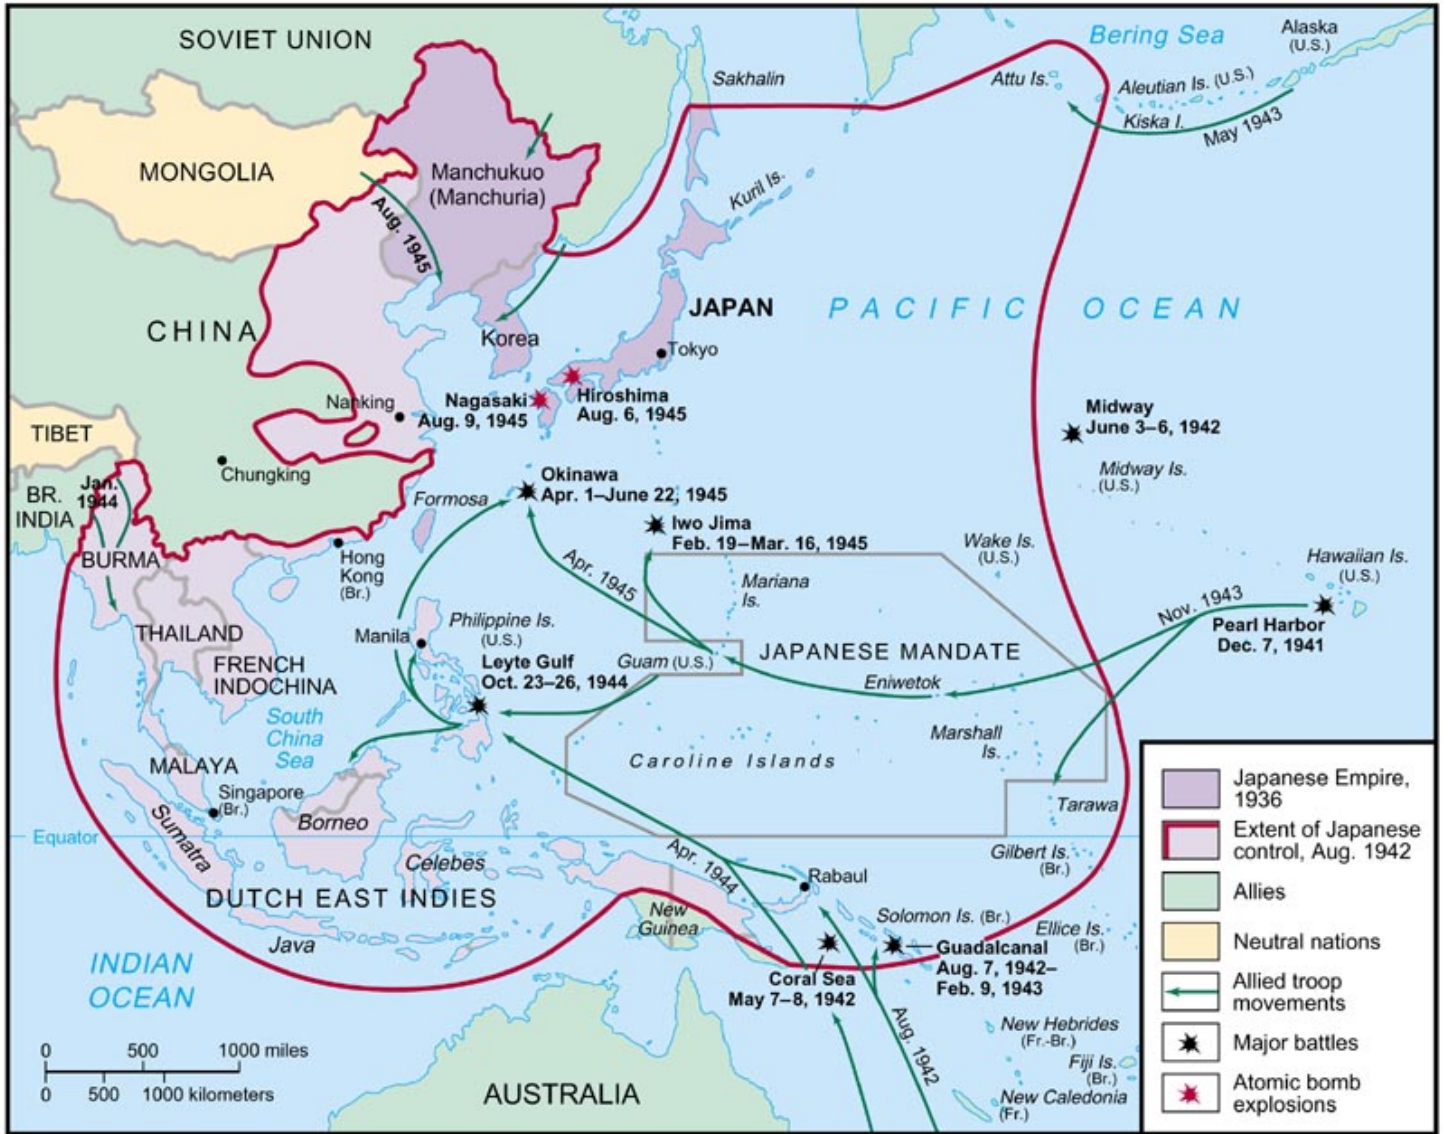 SOVIET UNION
Bering Sea
Alaska
(U.S.)
Sakhalin
Attu Is.
Aleutian Is. (U.S.)
Kiska I.
May 1943
MONGOLIA
Manchukuo
(Manchuria)
Kuril Is.
Aug. 1945
JAPAN
PACIFIC OCEAN
CHINA
Korea
Tokyo
Nanking
Nagasaki
Aug. 9, 1945
Hiroshima
Aug. 6, 1945
Midway
June 3–6, 1942
TIBET
Chungking
Midway Is.
(U.S.)
Jan.
1944
BR.
INDIA
Formosa
Okinawa
Apr. 1–June 22, 1945
Iwo Jima
Feb. 19–Mar. 16, 1945
BURMA
Hong
Kong
(Br.)
Wake Is.
(U.S.)
Hawaiian Is.
(U.S.)
Apr. 1945
Mariana
Is.
Nov. 1943
Pearl Harbor
Dec. 7, 1941
THAILAND
Manila
Philippine Is.
(U.S.)
FRENCH
INDOCHINA
Leyte Gulf
Oct. 23–26, 1944
Guam (U.S.)
JAPANESE MANDATE
Eniwetok
South
China
Sea
Marshall
Is.
MALAYA
Caroline Islands
Singapore
(Br.)
Tarawa
Sumatra
Borneo
Equator
Celebes
Apr. 1944
Gilbert Is.
(Br.)
Rabaul
DUTCH EAST INDIES
New
Guinea
Solomon Is. (Br.)
Ellice Is.
(Br.)
Java
Guadalcanal
Aug. 7, 1942–
Feb. 9, 1943
INDIAN
OCEAN
Coral Sea
May 7–8, 1942
Aug. 1942
New Hebrides
(Fr.-Br.)
Fiji Is.
(Br.)
New Caledonia
(Fr.)
AUSTRALIA
0 500 1000 miles
0 500 1000 kilometers
Japanese Empire,
1936
Extent of Japanese
control, Aug. 1942
Allies
Neutral nations
Allied troop
movements
Major battles
Atomic bomb
explosions